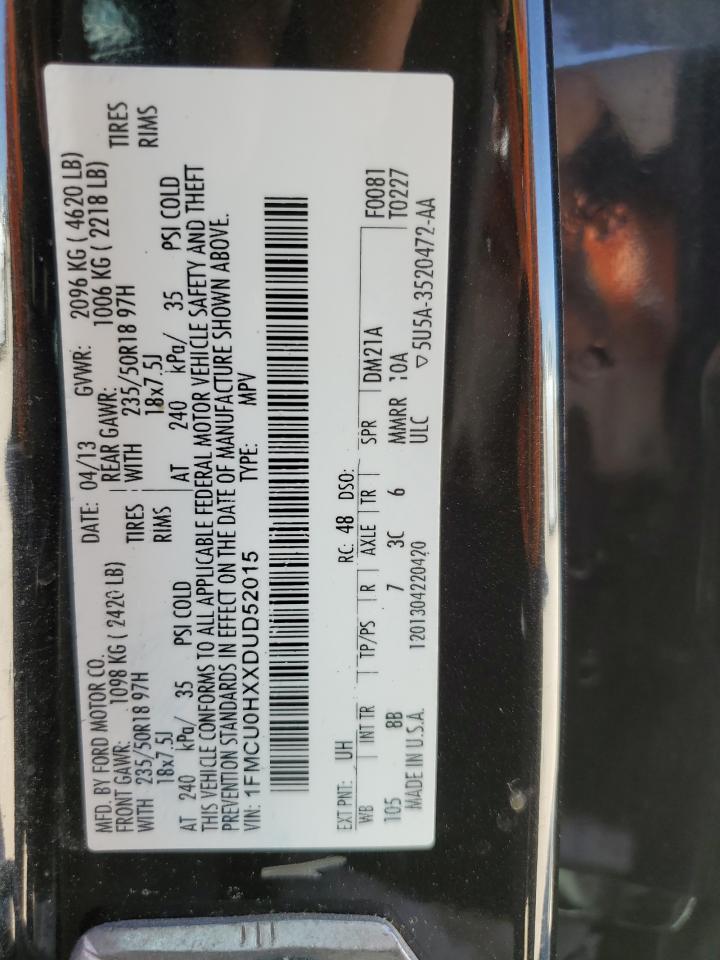 MFD. BY FORD MOTOR CO. DATE: 04/13 GVWR: 2096 KG ( 4620 LB)
FRONT GAWR: 1098 KG ( 2420 LB) REAR GAWR: 1006 KG ( 2218 LB)
WITH 235/50R18 97H TIRES WITH 235/50R18 97H TIRES
18x7.5J RIMS 18x7.5J RIMS
AT 240 kPa/ 35 PSI COLD AT 240 kPa/ 35 PSI COLD
THIS VEHICLE CONFORMS TO ALL APPLICABLE FEDERAL MOTOR VEHICLE SAFETY AND THEFT
PREVENTION STANDARDS IN EFFECT ON THE DATE OF MANUFACTURE SHOWN ABOVE.
VIN: 1FMCU0HXXDUD52015 TYPE: MPV
F0081
T0227
EXT PNT: UH RC: 48 DSO:
WB INT TR TP/PS R AXLE TR SPR DM21A
105 8B 7 3C 6 MMRR 10A
MADE IN U.S.A. 1201304220420 ULC ▽5U5A-3520472-AA